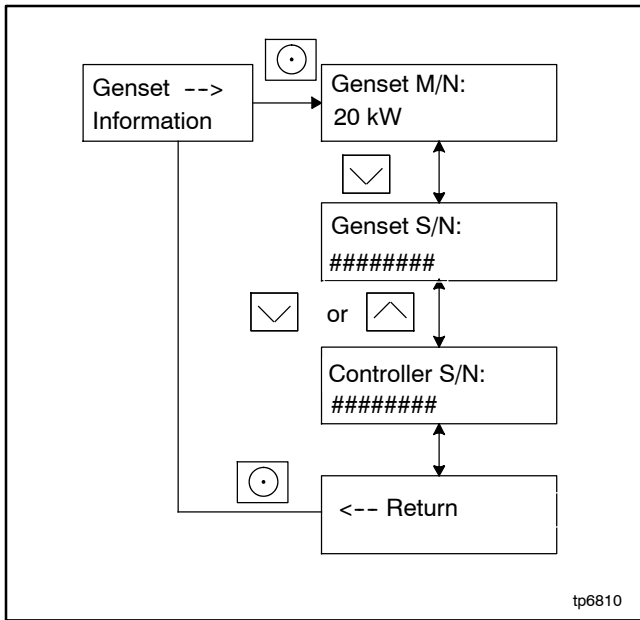 Genset -->
Information
Genset M/N:
20 kW
Genset S/N:
########
or
Controller S/N:
########
<-- Return
tp6810